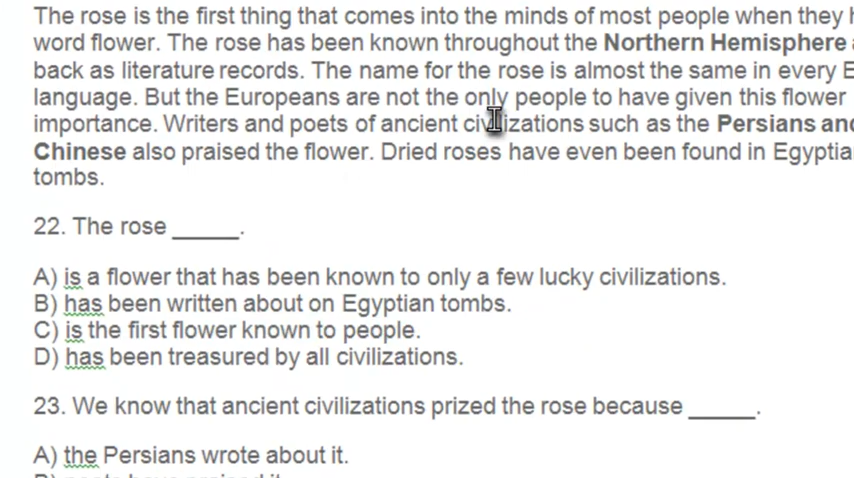 The rose is the first thing that comes into the minds of most people when they
word flower. The rose has been known throughout the Northern Hemisphere
back as literature records. The name for the rose is almost the same in every
language. But the Europeans are not the only people to have given this flower
importance. Writers and poets of ancient civilizations such as the Persians and
Chinese also praised the flower. Dried roses have even been found in Egyptia
tombs.
22. The rose _____.
A) is a flower that has been known to only a few lucky civilizations.
B) has been written about on Egyptian tombs.
C) is the first flower known to people.
D) has been treasured by all civilizations.
23. We know that ancient civilizations prized the rose because _____.
A) the Persians wrote about it.